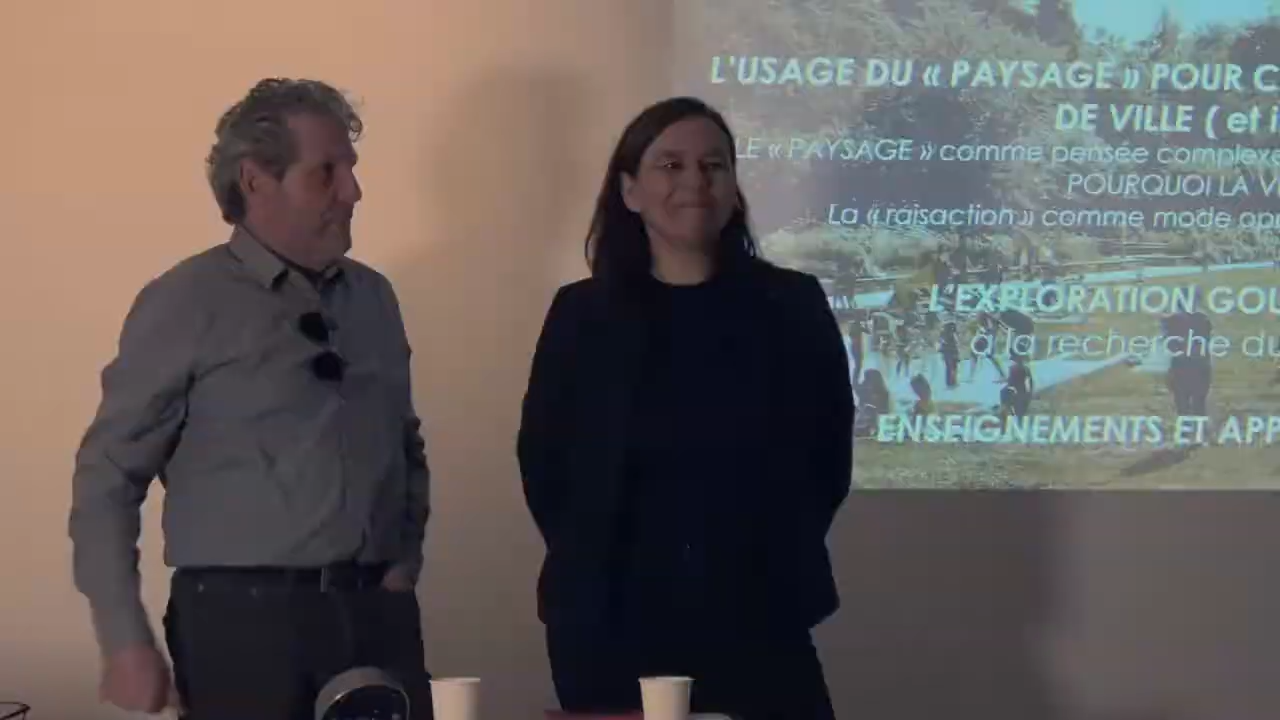 L'USAGE DU « PAYSAGE » POUR C
DE VILLE ( et i
LE « PAYSAGE » comme pensée complexe
POURQUOI LA V
La « raisaction » comme mode opé
L'EXPLORATION GOU
à la recherche du
ENSEIGNEMENTS ET APP